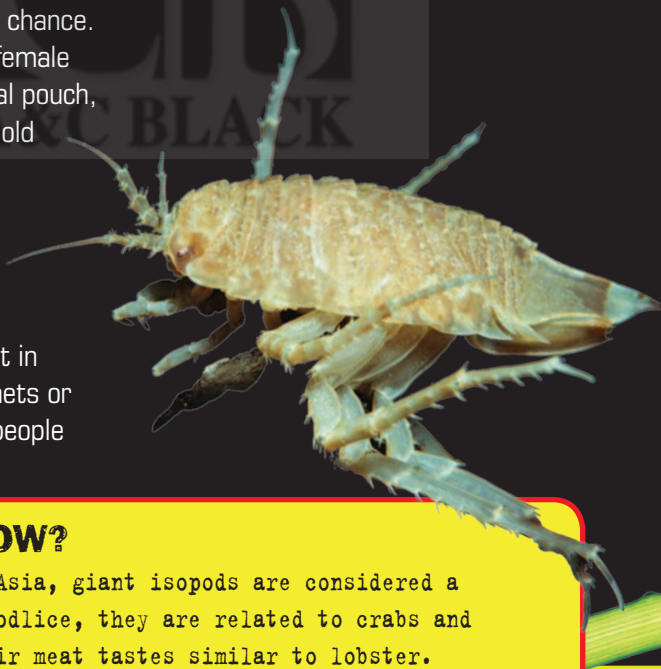 chance.
female
al pouch,
old
&C BLACK
t in
nets or
people
OW?
Asia, giant isopods are considered a
odlice, they are related to crabs and
ir meat tastes similar to lobster.